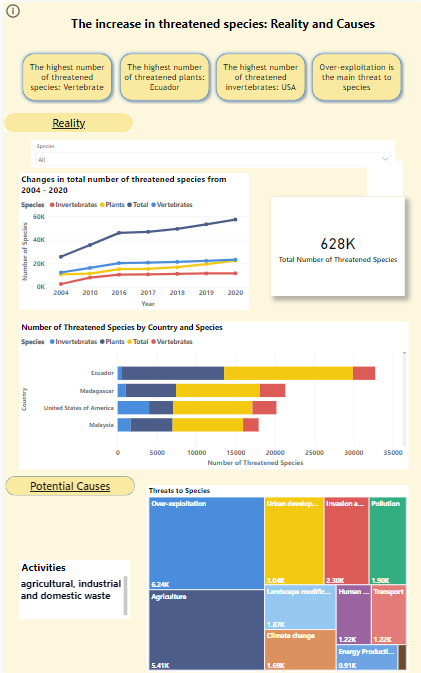 The increase in threatened species: Reality and Causes
The highest number
of threatened
species: Vertebrate
The highest number
of threatened plants:
Ecuador
The highest number
of threatened
invertebrates: USA
Over-exploitation is
the main threat to
species
Reality
Species
All
Changes in total number of threatened species from
2004 - 2020
Species Invertebrates Plants Total Vertebrates
Number of Species
60K
40K
20K
0K
2004 2010 2016 2017 2018 2019 2020
Year
628K
Total Number of Threatened Species
Number of Threatened Species by Country and Species
Species Invertebrates Plants Total Vertebrates
Country
Ecuador
Madagascar
United States of America
Malaysia
0 5000 10000 15000 20000 25000 30000 35000
Number of Threatened Species
Potential Causes
Threats to Species
Over-exploitation
6.24K
Agriculture
5.41K
Urban develop...
3.04K
Invasion a...
2.30K
Pollution
1.90K
Landscape modific...
1.87K
Climate change
1.69K
Human ...
1.22K
Transport
1.22K
Energy Producti...
0.91K
Activities
agricultural, industrial
and domestic waste